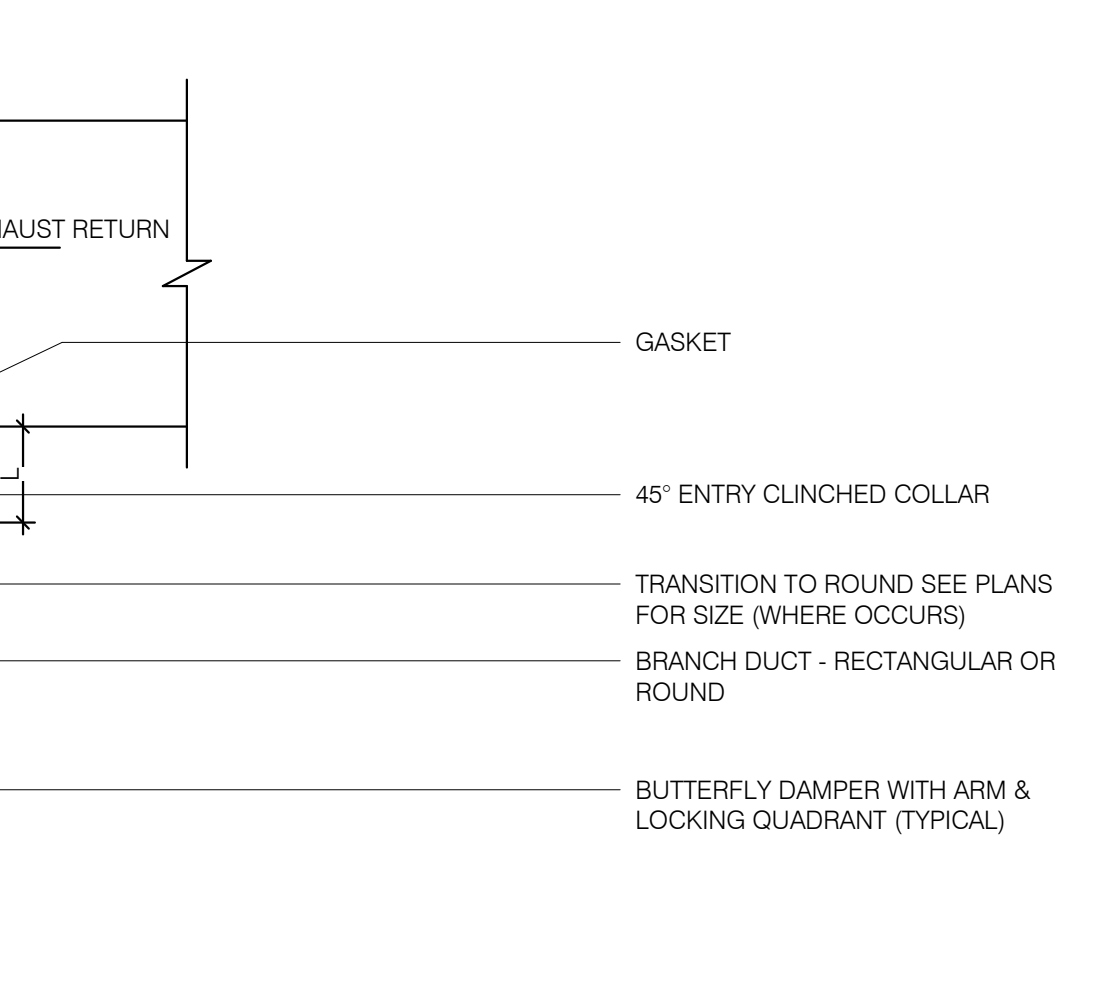 RETURN
GASKET
L
45° ENTRY CLINCHED COLLAR
TRANSITION TO ROUND SEE PLANS
FOR SIZE (WHERE OCCURS)
BRANCH DUCT - RECTANGULAR OR
ROUND
BUTTERFLY DAMPER WITH ARM &
LOCKING QUADRANT (TYPICAL)